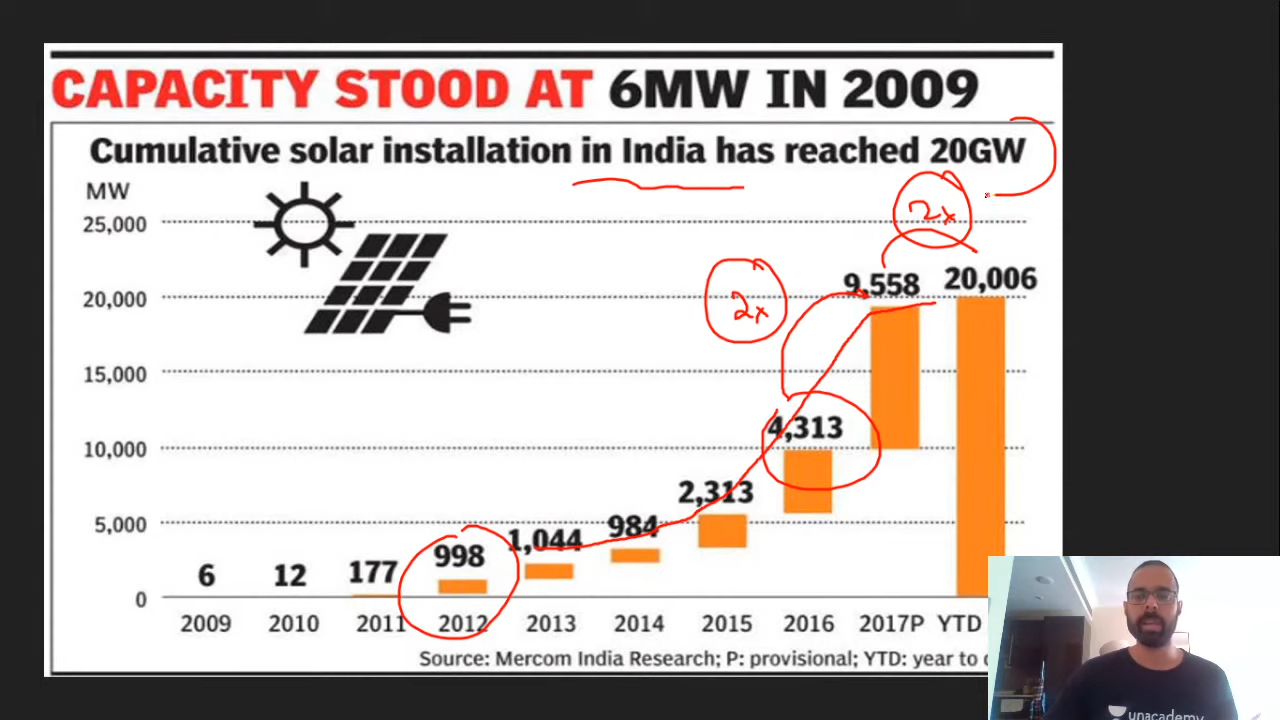 CAPACITY STOOD AT 6MW IN 2009
Cumulative solar installation in India has reached 20GW
MW
25,000
20,000
15,000
10,000
5,000
0
2x
2x
6
12
177
998
1,044
984
2,313
4,313
9,558
20,006
2009 2010 2011 2012 2013 2014 2015 2016 2017P YTD
Source: Mercom India Research; P: provisional; YTD: year to
unacademy